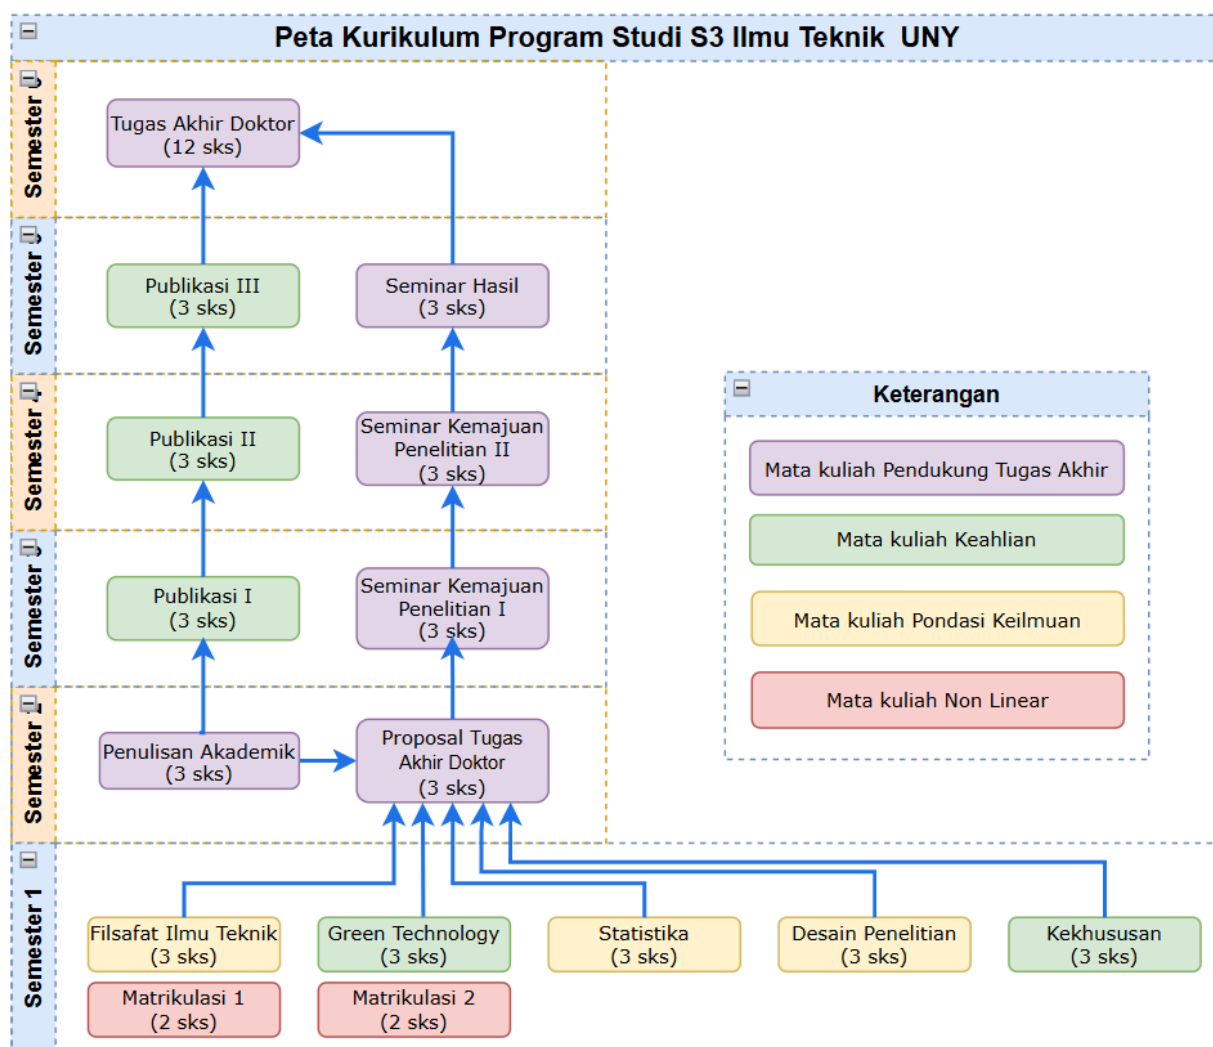 Peta Kurikulum Program Studi S3 Ilmu Teknik UNY
Semester
Tugas Akhir Doktor
(12 sks)
Semester
Publikasi III
(3 sks)
Seminar Hasil
(3 sks)
Semester
Publikasi II
(3 sks)
Seminar Kemajuan
Penelitian II
(3 sks)
Semester
Publikasi I
(3 sks)
Seminar Kemajuan
Penelitian I
(3 sks)
Semester
Penulisan Akademik
(3 sks)
Proposal Tugas
Akhir Doktor
(3 sks)
Semester 1
Filsafat Ilmu Teknik
(3 sks)
Green Technology
(3 sks)
Statistika
(3 sks)
Desain Penelitian
(3 sks)
Kekhususan
(3 sks)
Matrikulasi 1
(2 sks)
Matrikulasi 2
(2 sks)
Keterangan
Mata kuliah Pendukung Tugas Akhir
Mata kuliah Keahlian
Mata kuliah Pondasi Keilmuan
Mata kuliah Non Linear